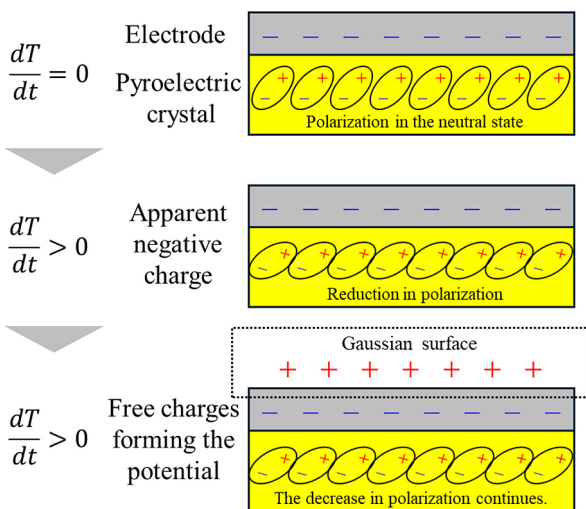 dT/dt = 0
Electrode
— — — — — — — —
Pyroelectric
crystal
+ + + + + + + +
— — — — — — — —
Polarization in the neutral state
dT/dt > 0
Apparent
negative
charge
— — — — — — — —
+ + + + + + + +
— — — — — — — —
Reduction in polarization
Gaussian surface
+ + + + + + +
dT/dt > 0
Free charges
forming the
potential
— — — — — — — —
+ + + + + + + +
— — — — — — — —
The decrease in polarization continues.